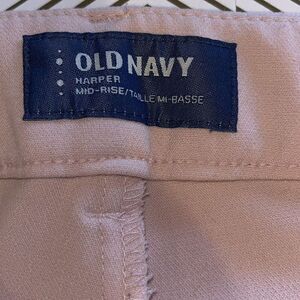 OLD NAVY
HARPER
MID-RISE/TAILLE MI-BASSE